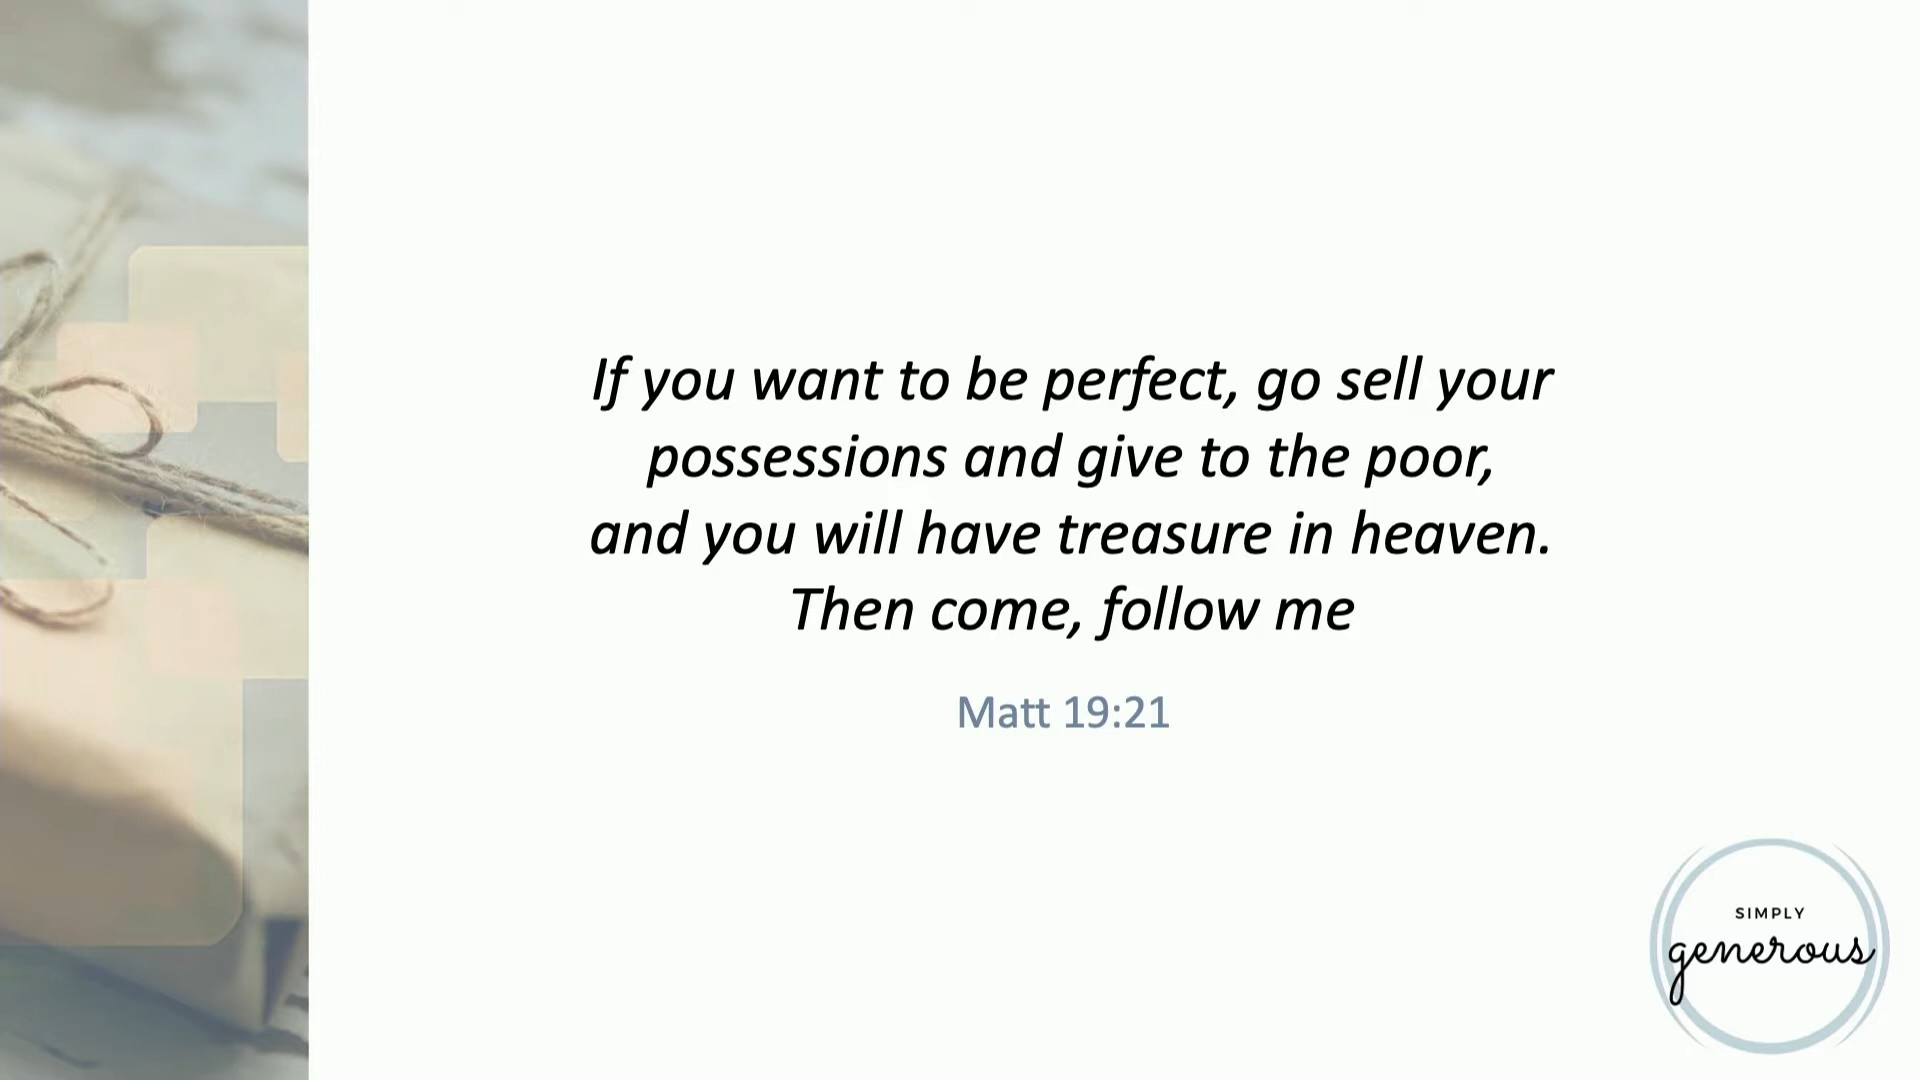 If you want to be perfect, go sell your
possessions and give to the poor,
and you will have treasure in heaven.
Then come, follow me
Matt 19:21
SIMPLY
generous